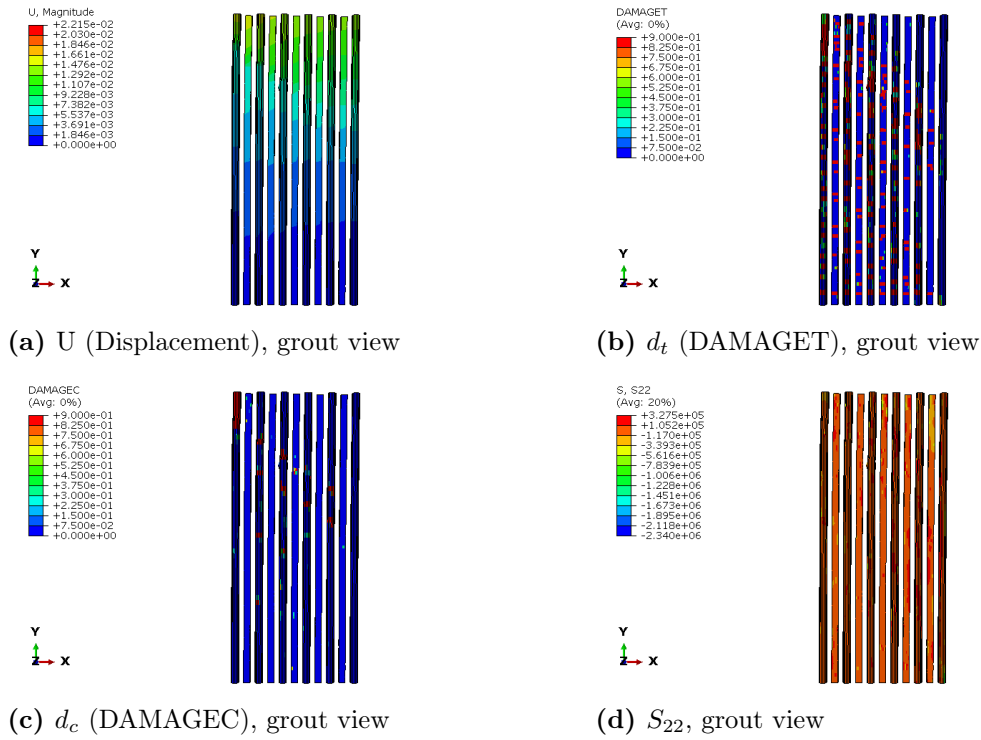 U, Magnitude
+2.215e-02
+2.030e-02
+1.846e-02
+1.661e-02
+1.476e-02
+1.292e-02
+1.107e-02
+9.228e-03
+7.382e-03
+5.537e-03
+3.691e-03
+1.846e-03
+0.000e+00
Y
Z X
(a) U (Displacement), grout view
DAMAGET
(Avg: 0%)
+9.000e-01
+8.250e-01
+7.500e-01
+6.750e-01
+6.000e-01
+5.250e-01
+4.500e-01
+3.750e-01
+3.000e-01
+2.250e-01
+1.500e-01
+7.500e-02
+0.000e+00
Y
Z X
(b) d_t (DAMAGET), grout view
DAMAGEC
(Avg: 0%)
+9.000e-01
+8.250e-01
+7.500e-01
+6.750e-01
+6.000e-01
+5.250e-01
+4.500e-01
+3.750e-01
+3.000e-01
+2.250e-01
+1.500e-01
+7.500e-02
+0.000e+00
Y
Z X
(c) d_c (DAMAGEC), grout view
S, S22
(Avg: 20%)
+3.275e+05
+1.052e+05
-1.170e+05
-3.393e+05
-5.616e+05
-7.839e+05
-1.006e+06
-1.228e+06
-1.451e+06
-1.673e+06
-1.895e+06
-2.118e+06
-2.340e+06
Y
Z X
(d) S_22, grout view